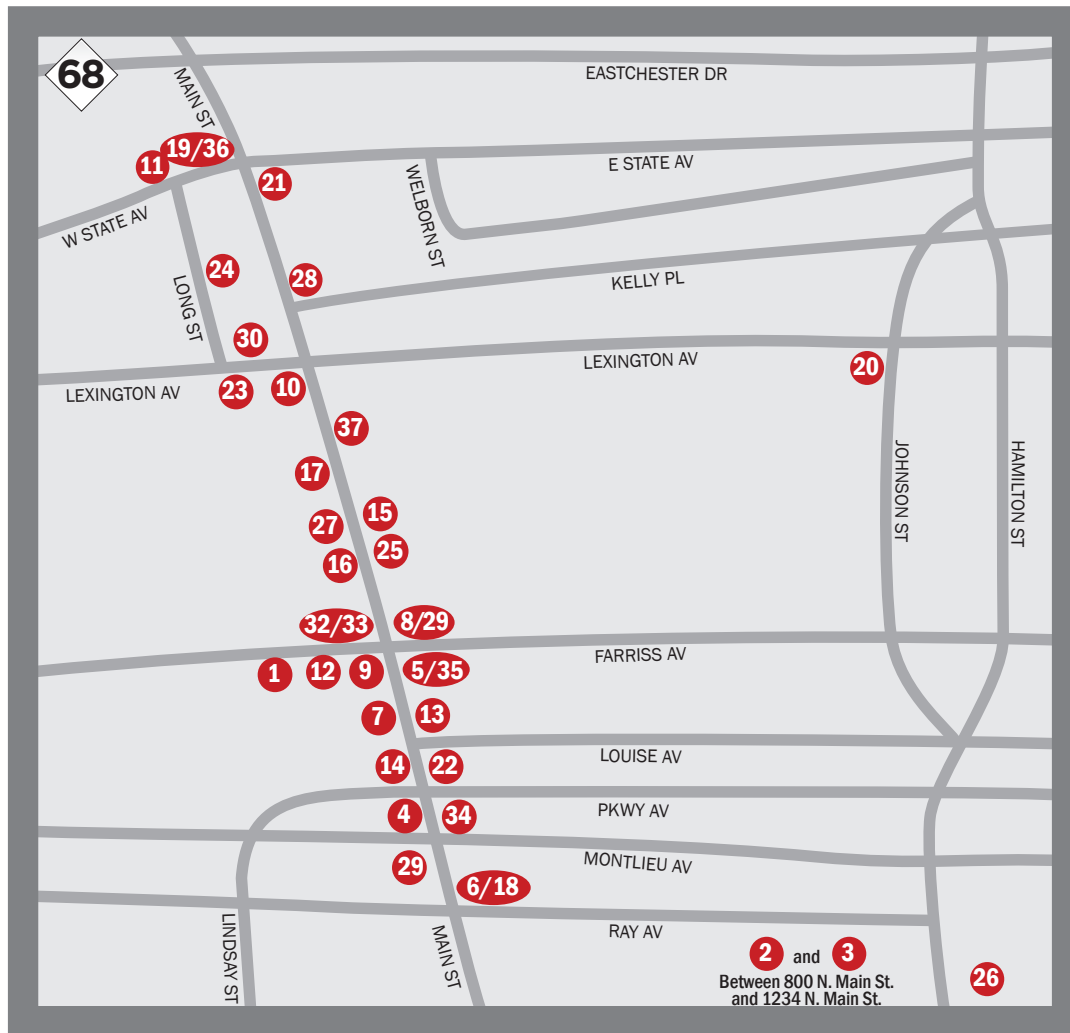 68
EASTCHESTER DR
MAIN ST
19/36
11
E STATE AV
21
WELBORN ST
W STATE AV
24
28
KELLY PL
LONG ST
30
LEXINGTON AV
20
LEXINGTON AV
23
10
37
JOHNSON ST
HAMILTON ST
17
15
27
25
16
32/33
8/29
FARRISS AV
1
12
9
5/35
7
13
LOUISE AV
14
22
PKWY AV
4
34
MONTLIEU AV
29
6/18
LINDSAY ST
MAIN ST
RAY AV
2 and 3
Between 800 N. Main St.
and 1234 N. Main St.
26